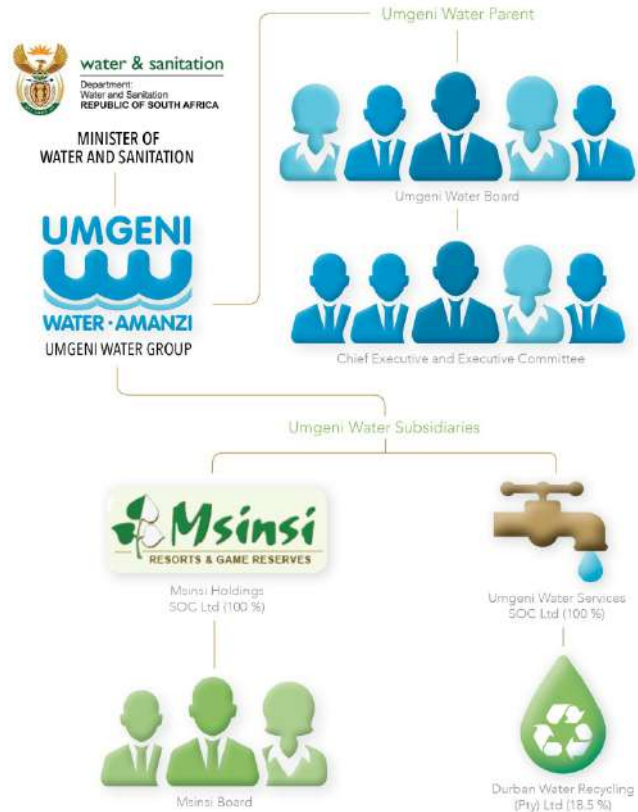 Umgeni Water Parent
water & sanitation
Department:
Water and Sanitation
REPUBLIC OF SOUTH AFRICA
MINISTER OF
WATER AND SANITATION
Umgeni Water Board
UMGENI
WATER · AMANZI
UMGENI WATER GROUP
Chief Executive and Executive Committee
Umgeni Water Subsidiaries
Msinsi
RESORTS & GAME RESERVES
Msinsi Holdings
SOC Ltd (100 %)
Umgeni Water Services
SOC Ltd (100 %)
Msinsi Board
Durban Water Recycling
(Pty) Ltd (18.5 %)